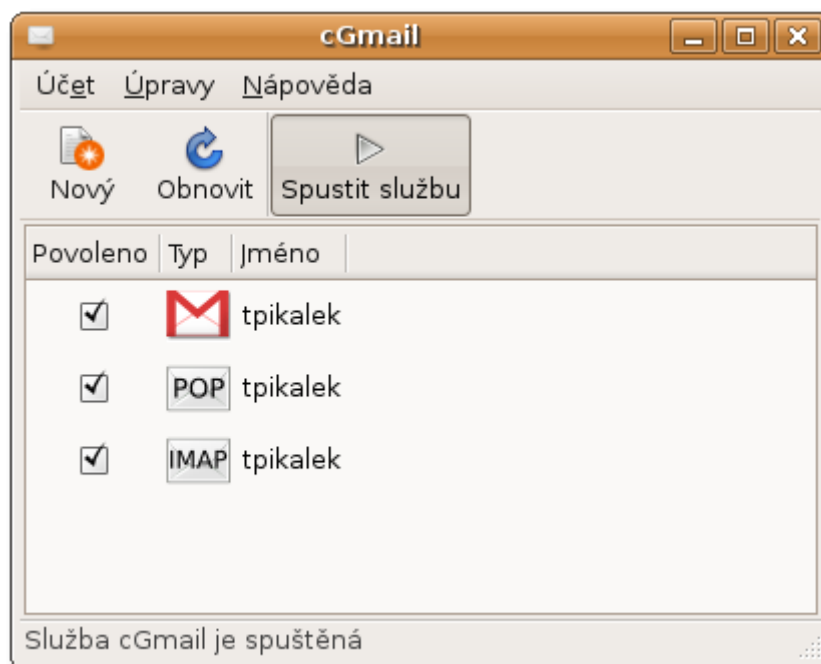 cGmail
Účet Úpravy Nápověda
Nový Obnovit Spustit službu
Povoleno Typ Jméno
tpikalek
POP tpikalek
IMAP tpikalek
Služba cGmail je spuštěná